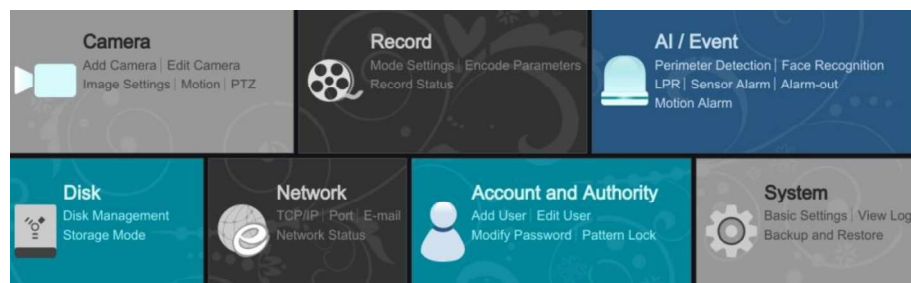 Camera
Add Camera | Edit Camera
Image Settings | Motion | PTZ
Record
Mode Settings | Encode Parameters
Record Status
AI / Event
Perimeter Detection | Face Recognition
LPR | Sensor Alarm | Alarm-out
Motion Alarm
Disk
Disk Management
Storage Mode
Network
TCP/IP | Port | E-mail
Network Status
Account and Authority
Add User | Edit User
Modify Password | Pattern Lock
System
Basic Settings | View Log
Backup and Restore